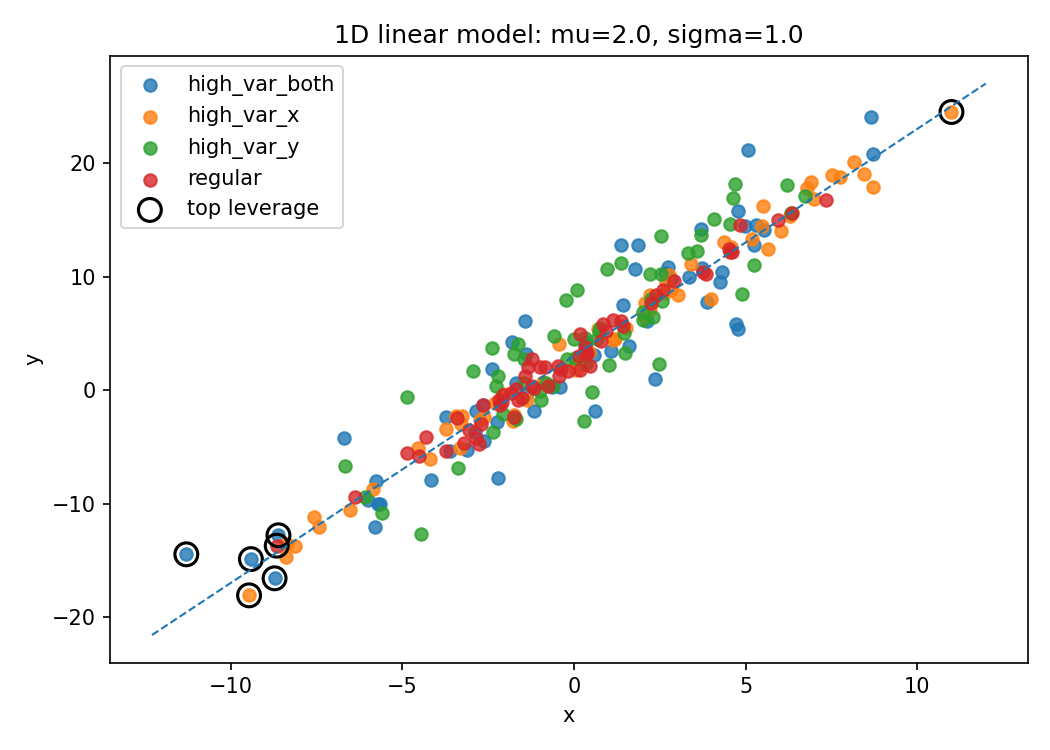 1D linear model: mu=2.0, sigma=1.0
high_var_both
high_var_x
high_var_y
regular
top leverage
20
10
0
−10
−20
y
−10
−5
0
5
10
x